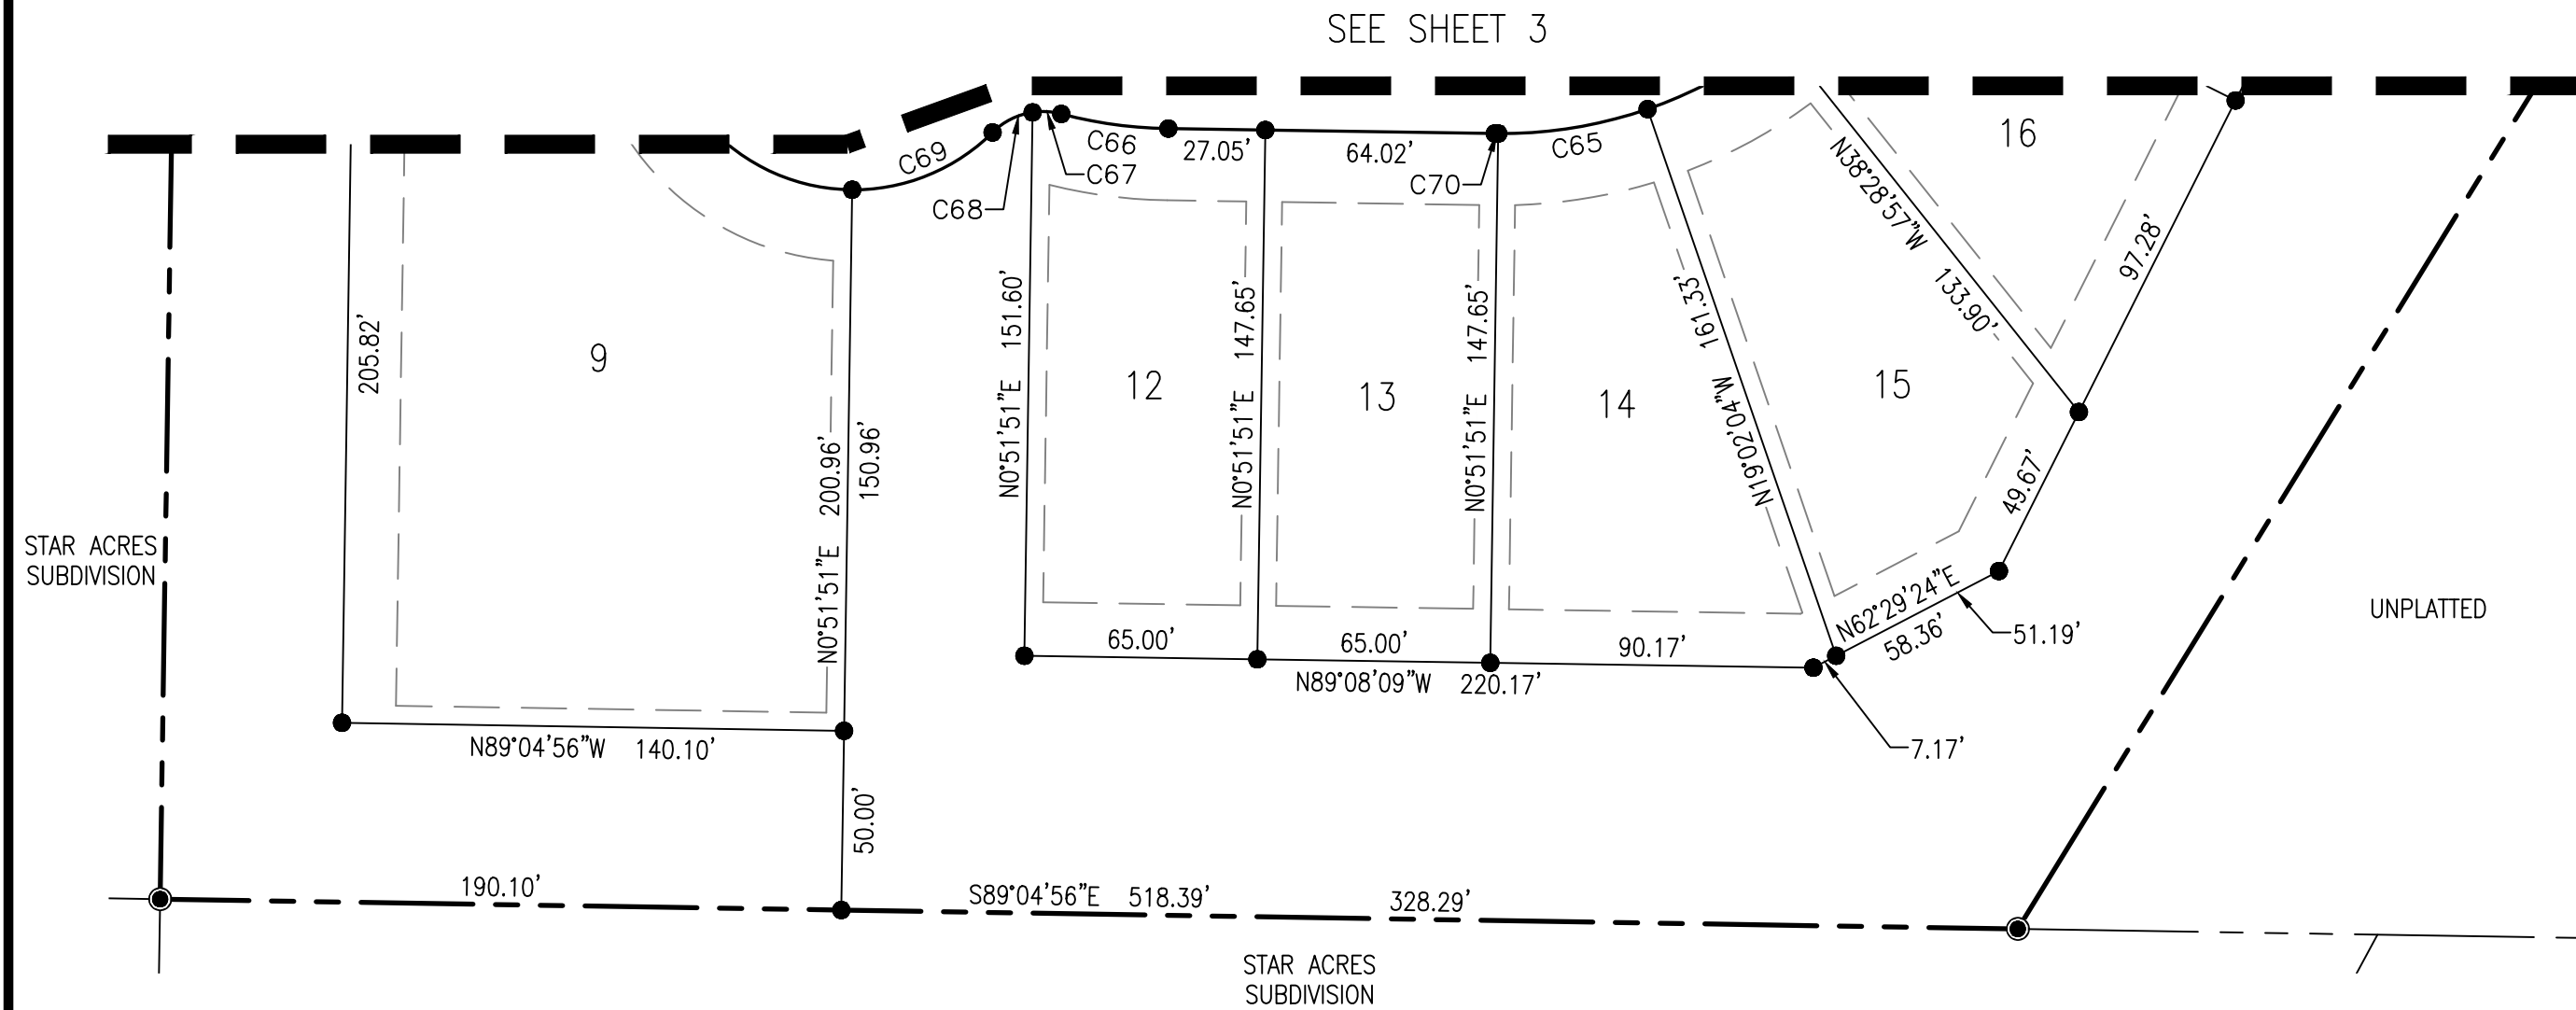 SEE SHEET 3
16
C69
C66
27.05'
64.02'
C65
C67
C70
C68
N38°28'57"W 133.90'
97.28'
205.82'
9
N0°51'51"E 200.96'
150.96'
N0°51'51"E 151.60'
12
N0°51'51"E 147.65'
13
N0°51'51"E 147.65'
14
N19°02'04"W 161.33'
15
49.67'
STAR ACRES
SUBDIVISION
N62°29'24"E
58.36'
51.19'
UNPLATTED
65.00'
65.00'
90.17'
N89°08'09"W 220.17'
7.17'
N89°04'56"W 140.10'
50.00'
190.10'
S89°04'56"E 518.39'
328.29'
STAR ACRES
SUBDIVISION